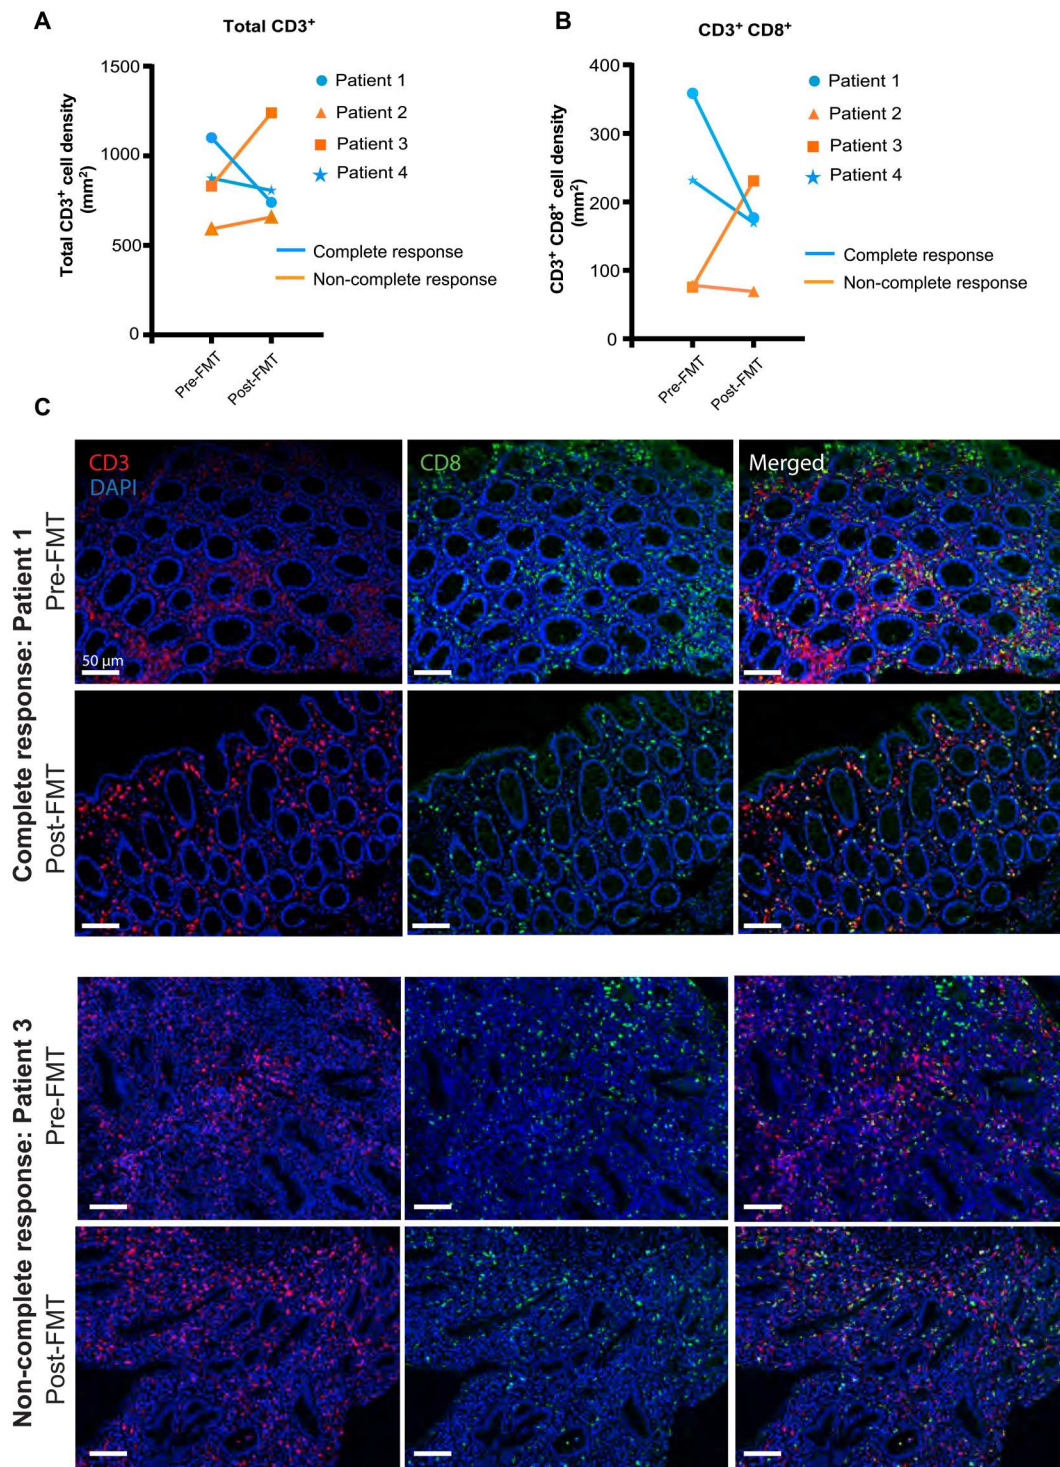 A
Total CD3⁺
Total CD3⁺ cell density
(mm²)
1500
1000
500
0
Pre-FMT
Post-FMT
Patient 1
Patient 2
Patient 3
Patient 4
Complete response
Non-complete response
B
CD3⁺ CD8⁺
CD3⁺ CD8⁺ cell density
(mm²)
400
300
200
100
0
Pre-FMT
Post-FMT
Patient 1
Patient 2
Patient 3
Patient 4
Complete response
Non-complete response
C
Complete response: Patient 1
Pre-FMT
CD3
DAPI
50 µm
CD8
Merged
Post-FMT
Non-complete response: Patient 3
Pre-FMT
Post-FMT